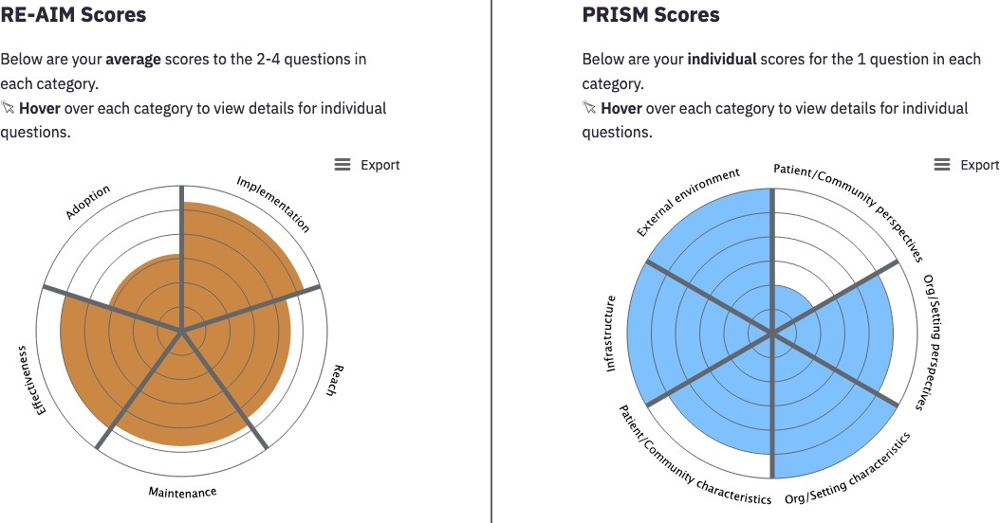 RE-AIM Scores
Below are your average scores to the 2-4 questions in
each category.
Hover over each category to view details for individual
questions.
Export
Adoption
Implementation
Reach
Maintenance
Effectiveness
PRISM Scores
Below are your individual scores for the 1 question in each
category.
Hover over each category to view details for individual
questions.
Export
External environment
Patient/Community perspectives
Org/Setting perspectives
Org/Setting characteristics
Patient/Community characteristics
Infrastructure